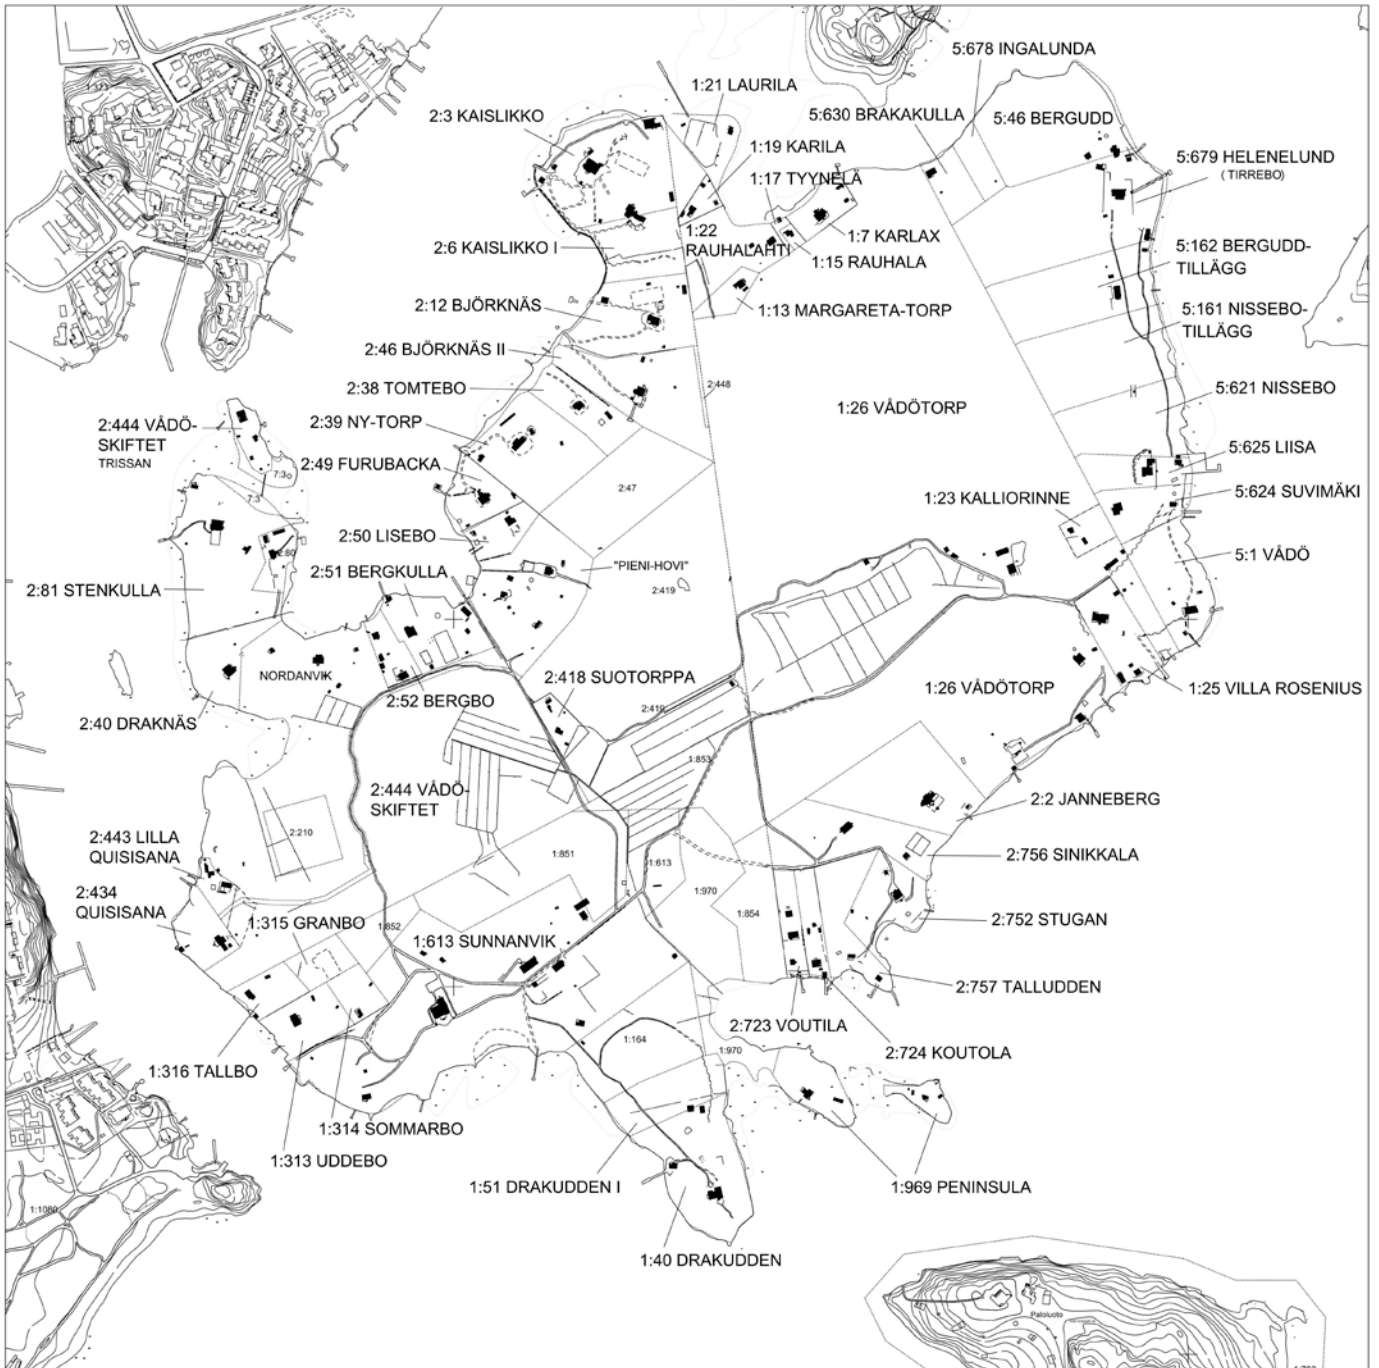 5:678 INGALUNDA
1:21 LAURILA
2:3 KAISLIKKO
5:630 BRAKAKULLA
5:46 BERGUDD
1:19 KARILA
5:679 HELENELUND
(TIRREBO)
1:17 TYYNELÄ
1:22
RAUHALAHTI
1:7 KARLAX
2:6 KAISLIKKO I
1:15 RAUHALA
5:162 BERGUDD-
TILLÄGG
2:12 BJÖRKNÄS
1:13 MARGARETA-TORP
5:161 NISSEBO-
TILLÄGG
2:46 BJÖRKNÄS II
2:38 TOMTEBO
2:448
5:621 NISSEBO
1:26 VÅDÖTORP
2:444 VÅDÖ-
SKIFTET
TRISSAN
2:39 NY-TORP
5:625 LIISA
2:49 FURUBACKA
7:3
7:3
2:47
5:624 SUVIMÄKI
1:23 KALLIORINNE
2:50 LISEBO
2:80
5:1 VÅDÖ
2:51 BERGKULLA
"PIENI-HOVI"
2:419
2:81 STENKULLA
NORDANVIK
2:418 SUOTORPPA
1:26 VÅDÖTORP
1:25 VILLA ROSENIUS
2:52 BERGBO
2:419
2:40 DRAKNÄS
1:853
2:444 VÅDÖ-
SKIFTET
2:2 JANNEBERG
2:210
2:443 LILLA
QUISISANA
1:851
1:613
2:756 SINIKKALA
2:434
QUISISANA
1:970
1:854
1:315 GRANBO
1:852
2:752 STUGAN
1:613 SUNNANVIK
2:757 TALLUDDEN
2:723 VOUTILA
1:164
1:970
2:724 KOUTOLA
1:316 TALLBO
1:314 SOMMARBO
1:313 UDDEBO
1:51 DRAKUDDEN I
1:969 PENINSULA
1:1080
1:40 DRAKUDDEN
Paloluoto